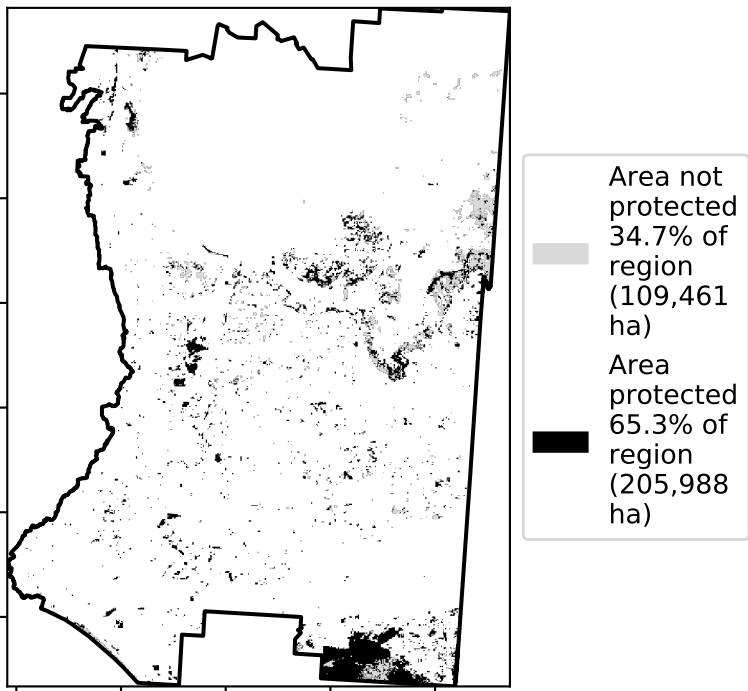 Area not
protected
34.7% of
region
(109,461
ha)
Area
protected
65.3% of
region
(205,988
ha)